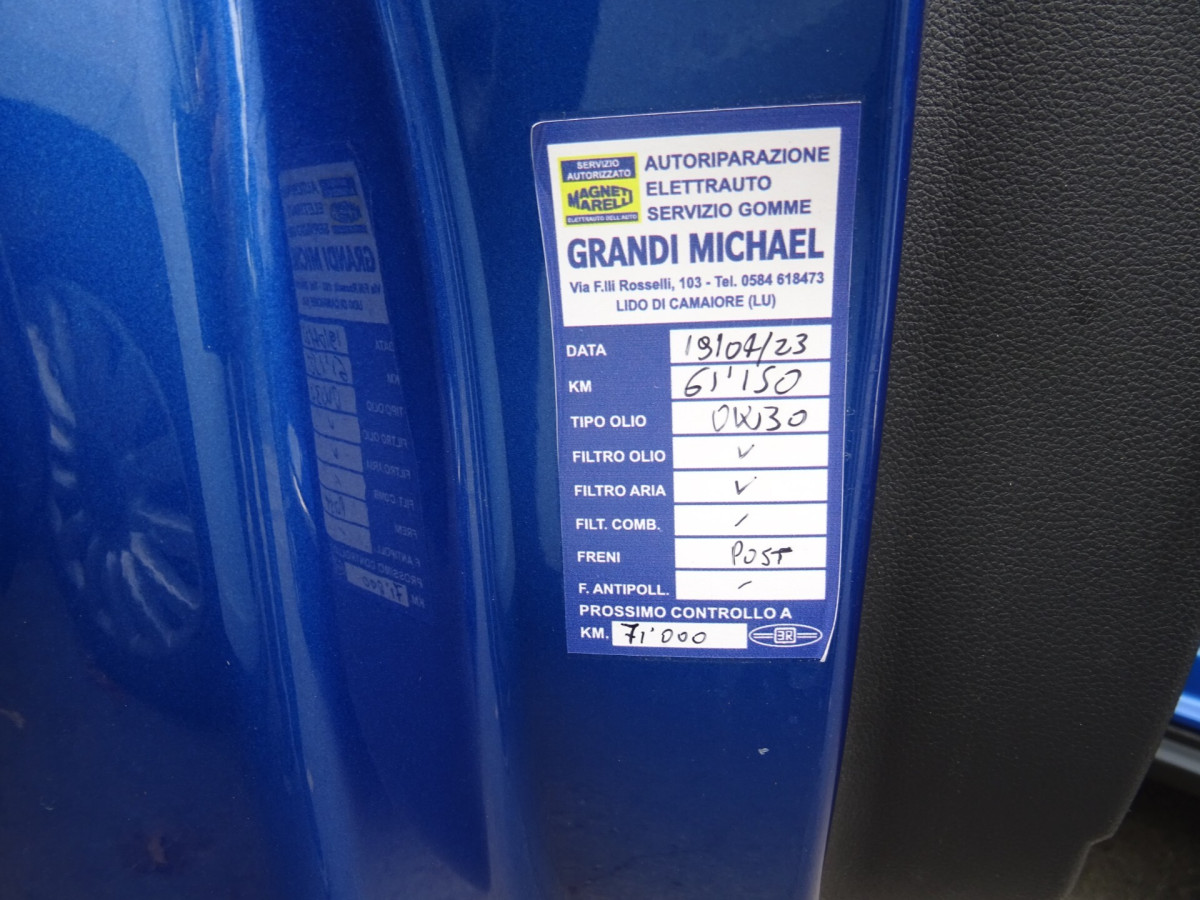 SERVIZIO
AUTORIZZATO
MAGNETI
MARELLI
ELETTRAUTO DELL'AUTO
AUTORIPARAZIONE
ELETTRAUTO
SERVIZIO GOMME
GRANDI MICHAEL
Via F.lli Rosselli, 103 - Tel. 0584 618473
LIDO DI CAMAIORE (LU)
DATA 19/04/23
KM 61'150
TIPO OLIO 0W30
FILTRO OLIO ✓
FILTRO ARIA ✓
FILT. COMB. /
FRENI POST
F. ANTIPOLL. /
PROSSIMO CONTROLLO A
KM. 71'000 3R